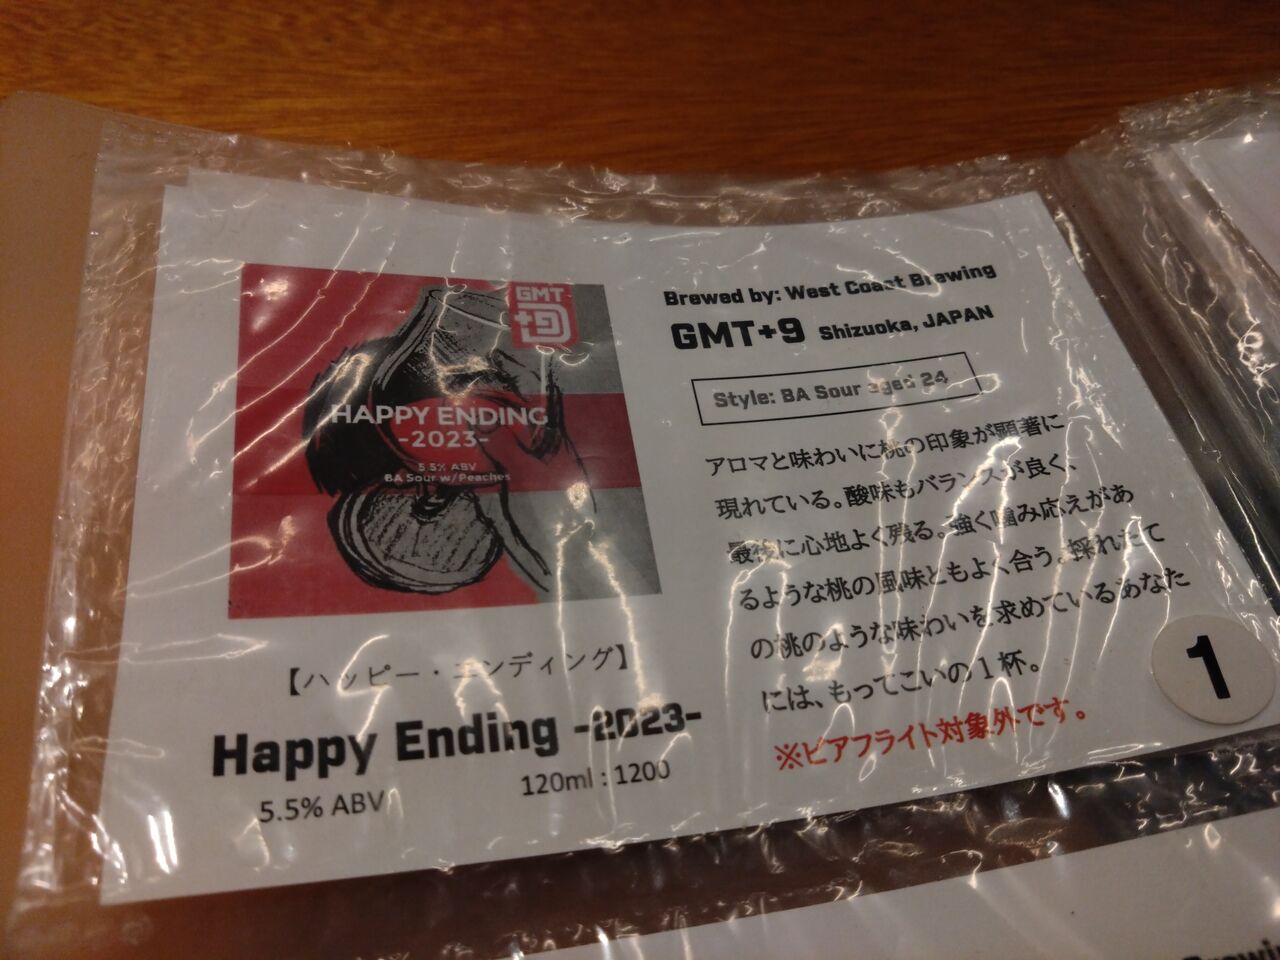 GMT
+9
HAPPY ENDING
-2023-
5.5% ABV
BA Sour w/Peaches
【ハッピー・エンディング】
Happy Ending -2023-
5.5% ABV
120ml : 1200
Brewed by: West Coast Brewing
GMT+9 Shizuoka, JAPAN
Style: BA Sour aged 24
アロマと味わいに桃の印象が顕著に
現れている。酸味もバランスが良く、
最後に心地よく残る。強く噛み応えがあ
るような桃の風味ともよく合う。採れたて
の桃のような味わいを求めているあなた
には、もってこいの1杯。
※ビアフライト対象外です。
1